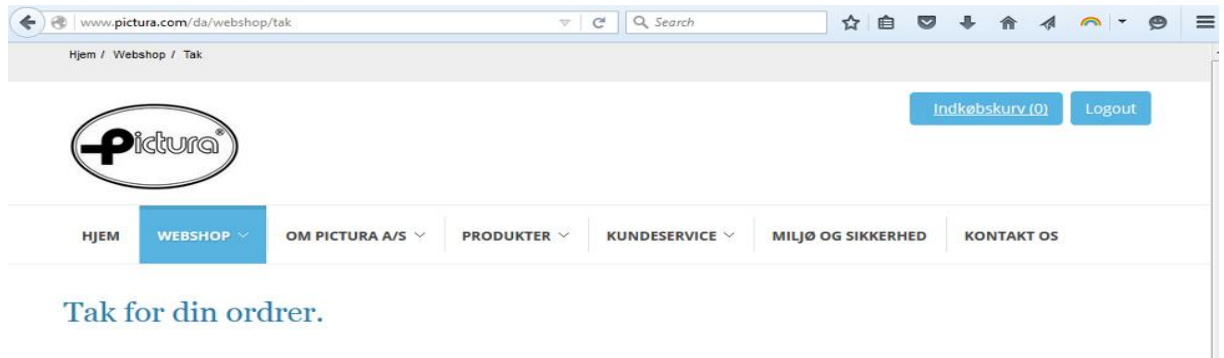 www.pictura.com/da/webshop/tak Search
Hjem / Webshop / Tak
Indkøbskurv (0) Logout
Pictura®
HJEM WEBSHOP OM PICTURA A/S PRODUKTER KUNDESERVICE MILJØ OG SIKKERHED KONTAKT OS
Tak for din ordrer.